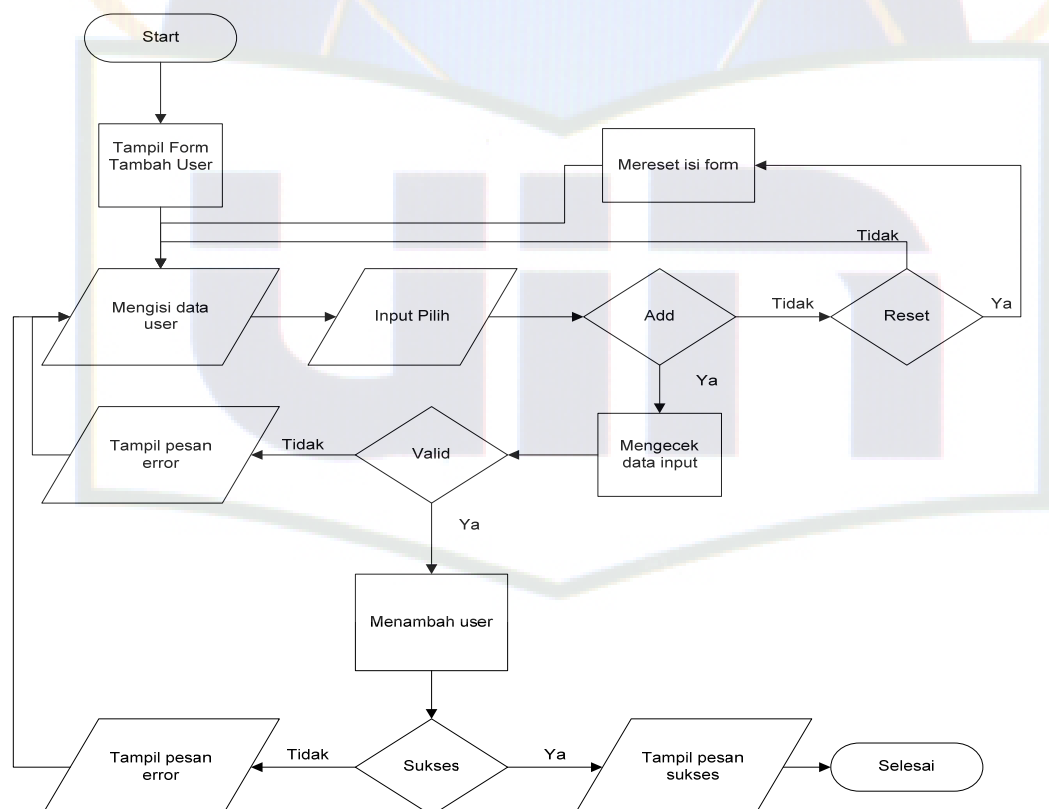 Start
Tampil Form
Tambah User
Mereset isi form
Tidak
Mengisi data
user
Input Pilih
Add
Tidak
Reset
Ya
Ya
Tampil pesan
error
Tidak
Valid
Mengecek
data input
Ya
Menambah user
Tampil pesan
error
Tidak
Sukses
Ya
Tampil pesan
sukses
Selesai
uin